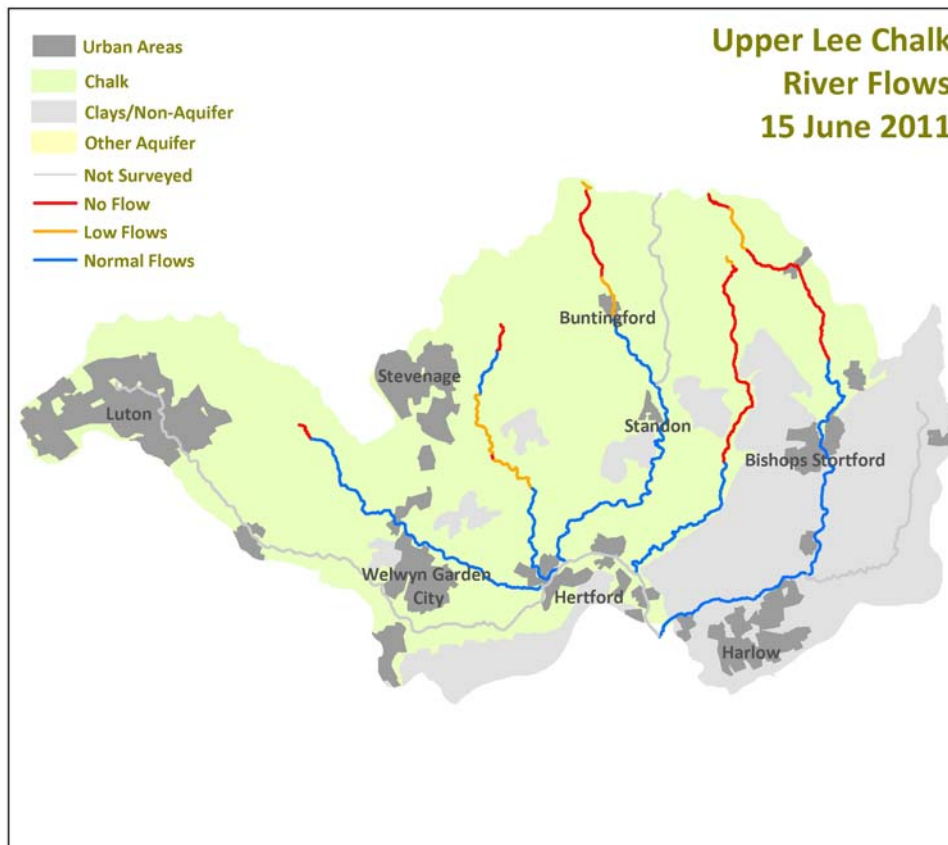 Upper Lee Chalk
River Flows
15 June 2011
Urban Areas
Chalk
Clays/Non-Aquifer
Other Aquifer
Not Surveyed
No Flow
Low Flows
Normal Flows
Buntingford
Stevenage
Luton
Standon
Bishops Stortford
Welwyn Garden
City
Hertford
Harlow